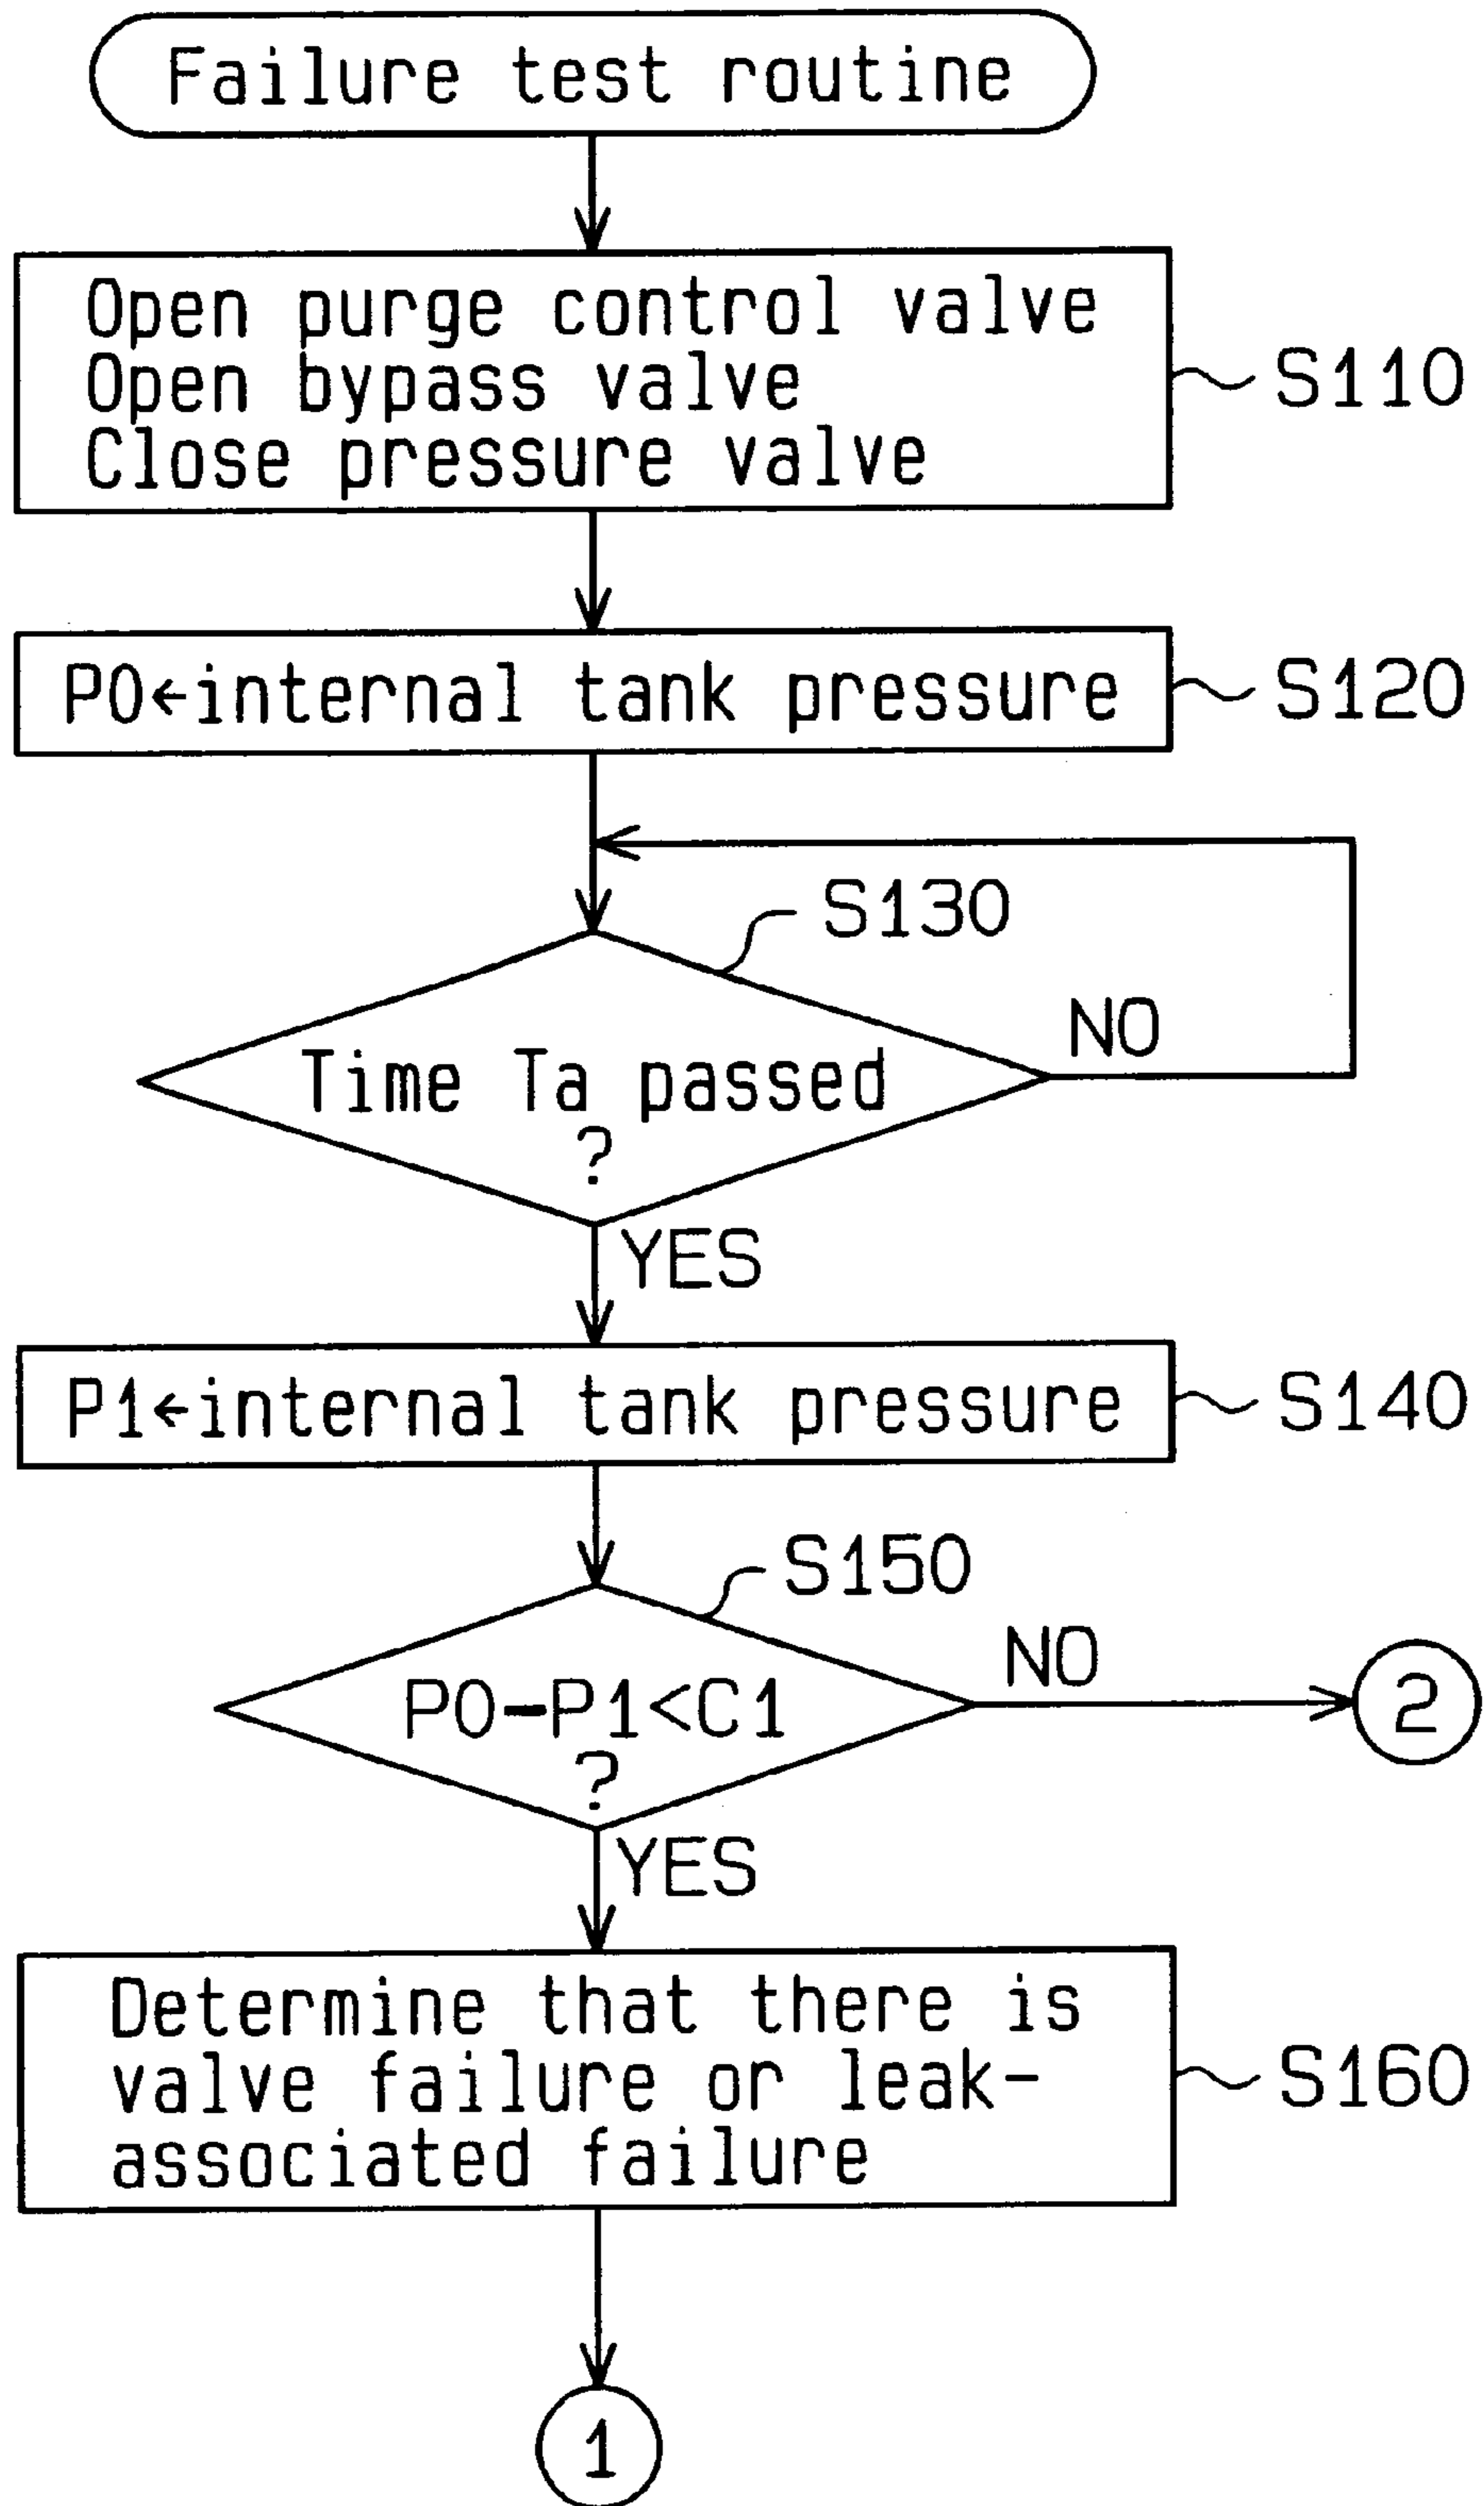 Failure test routine
Open purge control valve
Open bypass valve
Close pressure valve
S110
P0←internal tank pressure
S120
S130
NO
Time Ta passed
?
YES
P1←internal tank pressure
S140
S150
NO
P0-P1<C1
?
2
YES
Determine that there is
valve failure or leak-
associated failure
S160
1